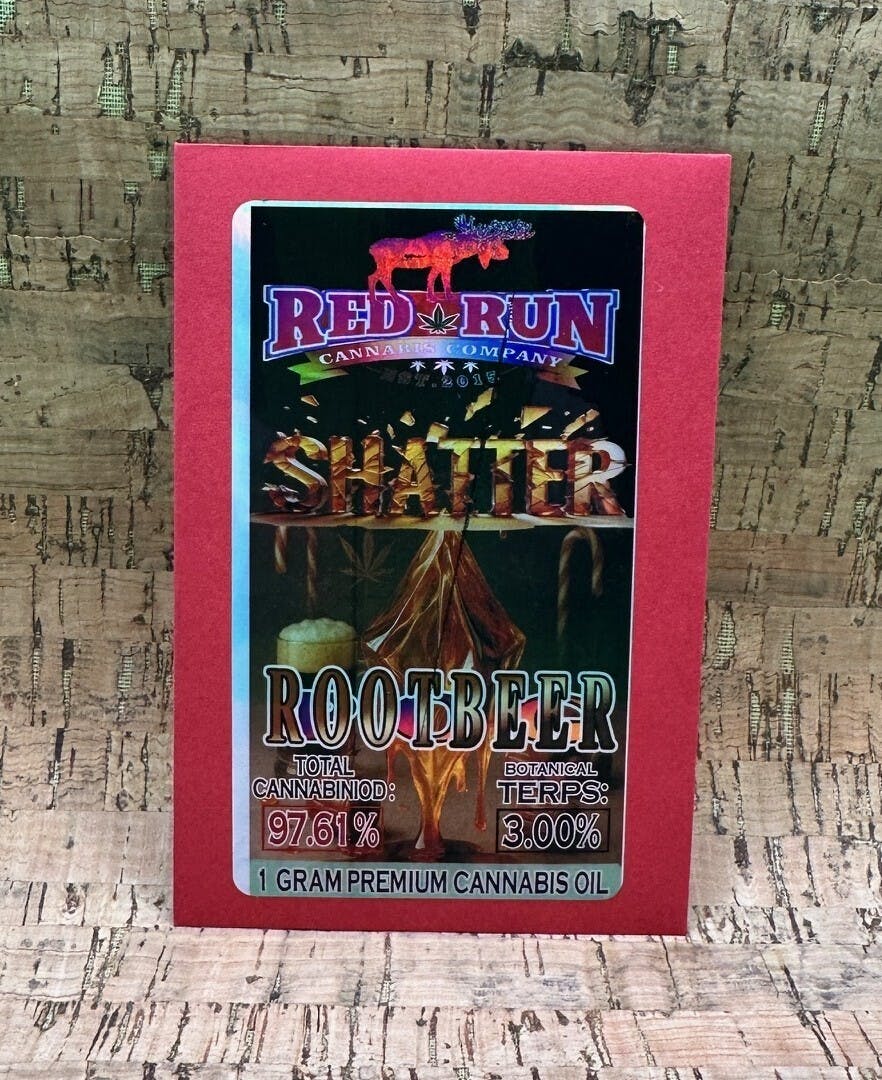 RED RUN
CANNABIS COMPANY
EST.2015
SHATTER
ROOTBEER
TOTAL
CANNABINIOD:
97.61%
BOTANICAL
TERPS:
3.00%
1 GRAM PREMIUM CANNABIS OIL